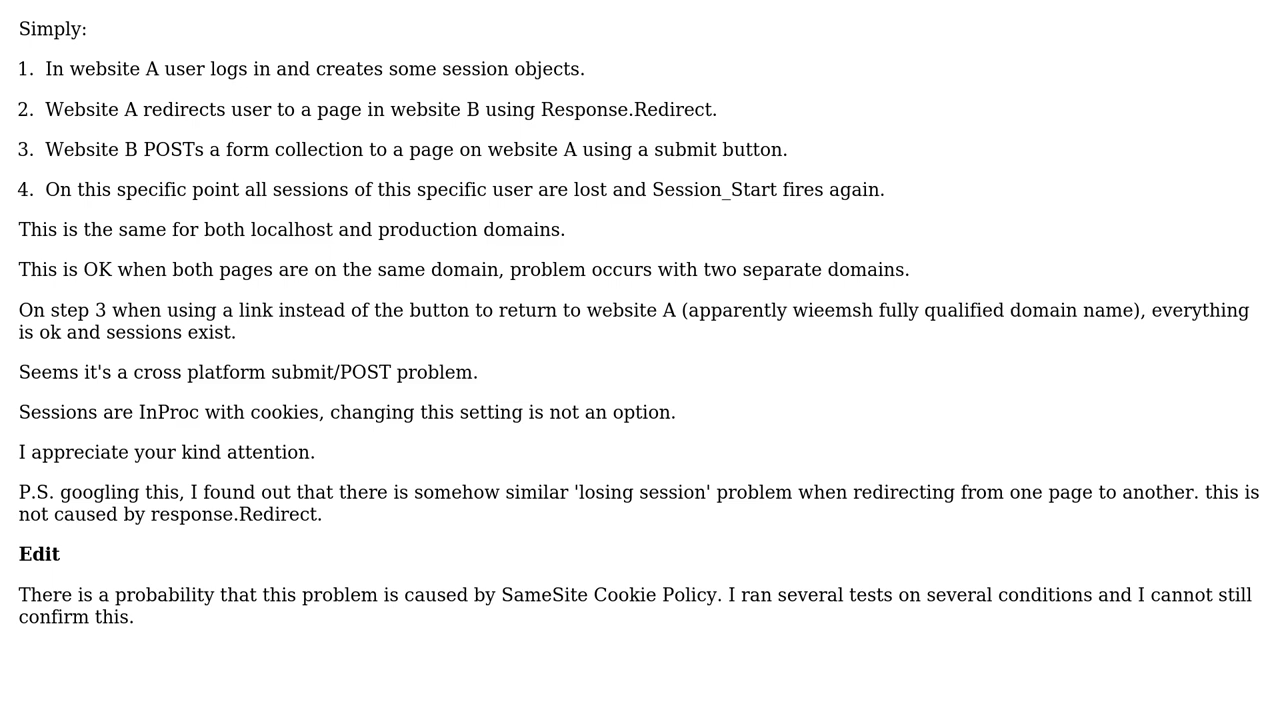 Simply:
1. In website A user logs in and creates some session objects.
2. Website A redirects user to a page in website B using Response.Redirect.
3. Website B POSTs a form collection to a page on website A using a submit button.
4. On this specific point all sessions of this specific user are lost and Session_Start fires again.
This is the same for both localhost and production domains.
This is OK when both pages are on the same domain, problem occurs with two separate domains.
On step 3 when using a link instead of the button to return to website A (apparently wieemsh fully qualified domain name), everything
is ok and sessions exist.
Seems it's a cross platform submit/POST problem.
Sessions are InProc with cookies, changing this setting is not an option.
I appreciate your kind attention.
P.S. googling this, I found out that there is somehow similar 'losing session' problem when redirecting from one page to another. this is
not caused by response.Redirect.
Edit
There is a probability that this problem is caused by SameSite Cookie Policy. I ran several tests on several conditions and I cannot still
confirm this.